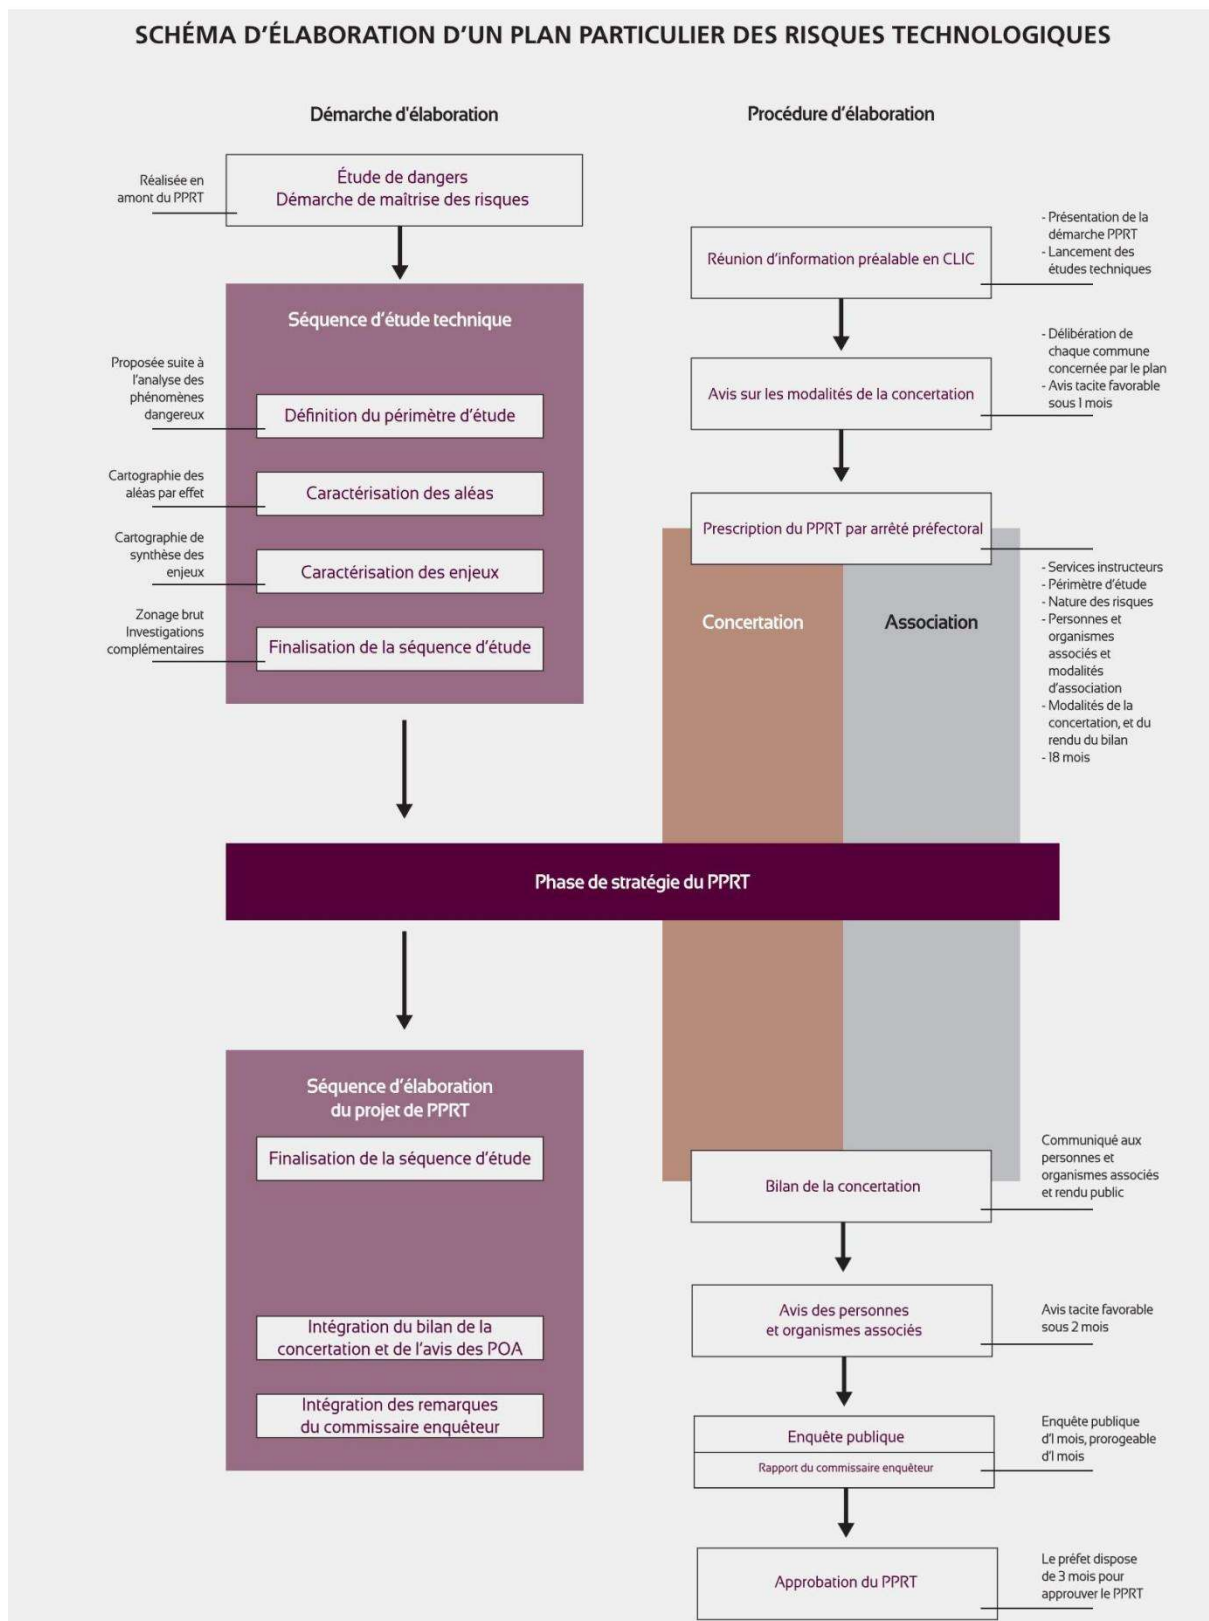 SCHÉMA D'ÉLABORATION D'UN PLAN PARTICULIER DES RISQUES TECHNOLOGIQUES
Démarche d'élaboration
Réalisée en
amont du PPRT
Étude de dangers
Démarche de maîtrise des risques
Séquence d'étude technique
Proposée suite à
l'analyse des
phénomènes
dangereux
Définition du périmètre d'étude
Cartographie des
aléas par effet
Caractérisation des aléas
Cartographie de
synthèse des
enjeux
Caractérisation des enjeux
Zonage brut
Investigations
complémentaires
Finalisation de la séquence d'étude
Procédure d'élaboration
Réunion d'information préalable en CLIC
- Présentation de la
démarche PPRT
- Lancement des
études techniques
Avis sur les modalités de la concertation
- Délibération de
chaque commune
concernée par le plan
- Avis tacite favorable
sous 1 mois
Prescription du PPRT par arrêté préfectoral
- Services instructeurs
- Périmètre d'étude
- Nature des risques
- Personnes et
organismes
associés et
modalités
d'association
- Modalités de la
concertation, et du
rendu du bilan
- 18 mois
Concertation
Association
Phase de stratégie du PPRT
Séquence d'élaboration
du projet de PPRT
Finalisation de la séquence d'étude
Intégration du bilan de la
concertation et de l'avis des POA
Intégration des remarques
du commissaire enquêteur
Bilan de la concertation
Communiqué aux
personnes et
organismes associés
et rendu public
Avis des personnes
et organismes associés
Avis tacite favorable
sous 2 mois
Enquête publique
Rapport du commissaire enquêteur
Enquête publique
d'1 mois, prorogeable
d'1 mois
Approbation du PPRT
Le préfet dispose
de 3 mois pour
approuver le PPRT